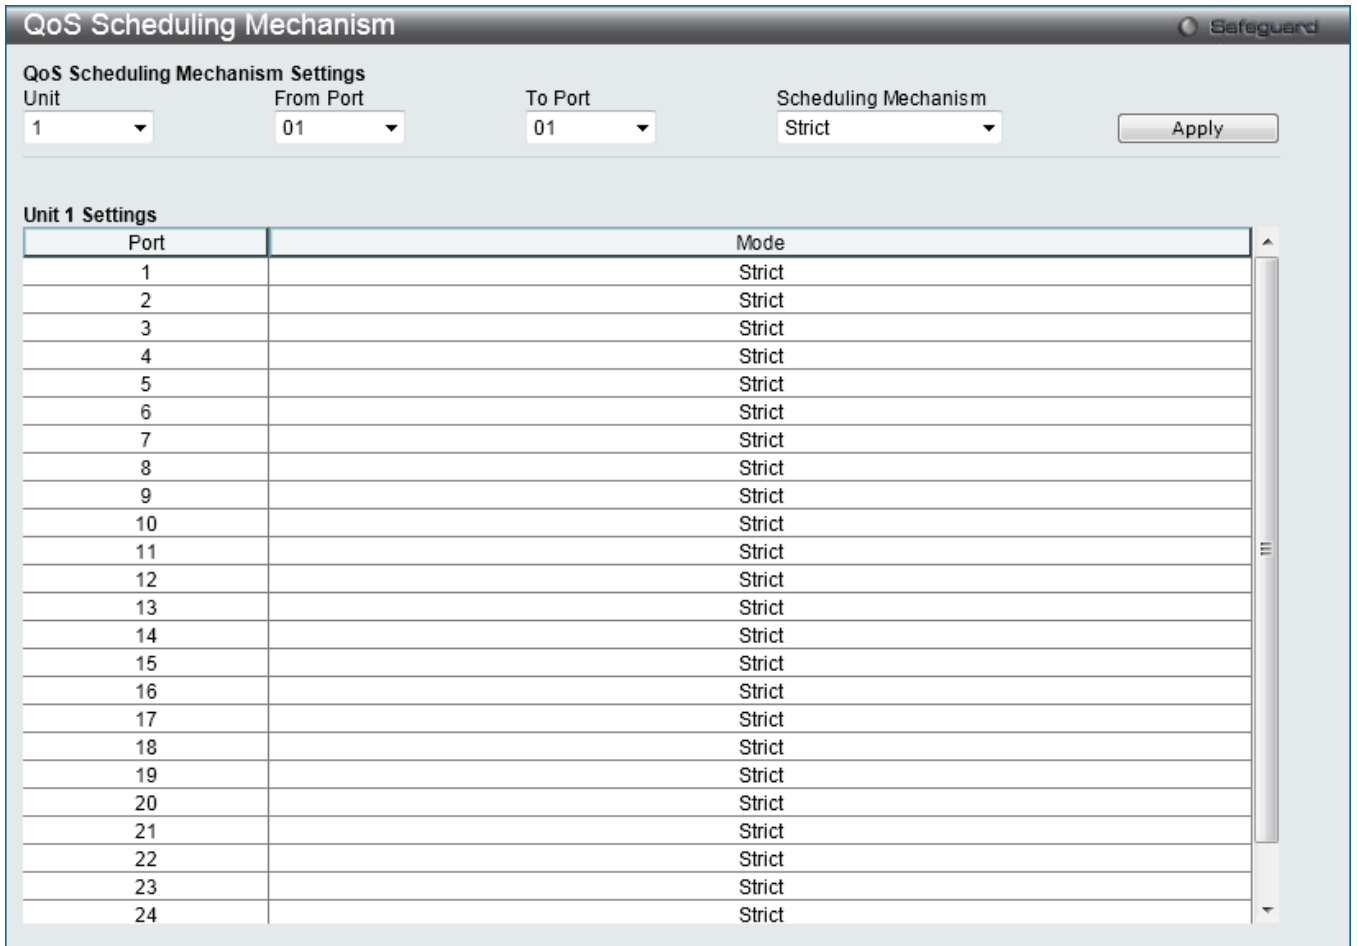 QoS Scheduling Mechanism Safeguard
QoS Scheduling Mechanism Settings
Unit From Port To Port Scheduling Mechanism
1 01 01 Strict Apply
Unit 1 Settings
Port Mode
1 Strict
2 Strict
3 Strict
4 Strict
5 Strict
6 Strict
7 Strict
8 Strict
9 Strict
10 Strict
11 Strict
12 Strict
13 Strict
14 Strict
15 Strict
16 Strict
17 Strict
18 Strict
19 Strict
20 Strict
21 Strict
22 Strict
23 Strict
24 Strict